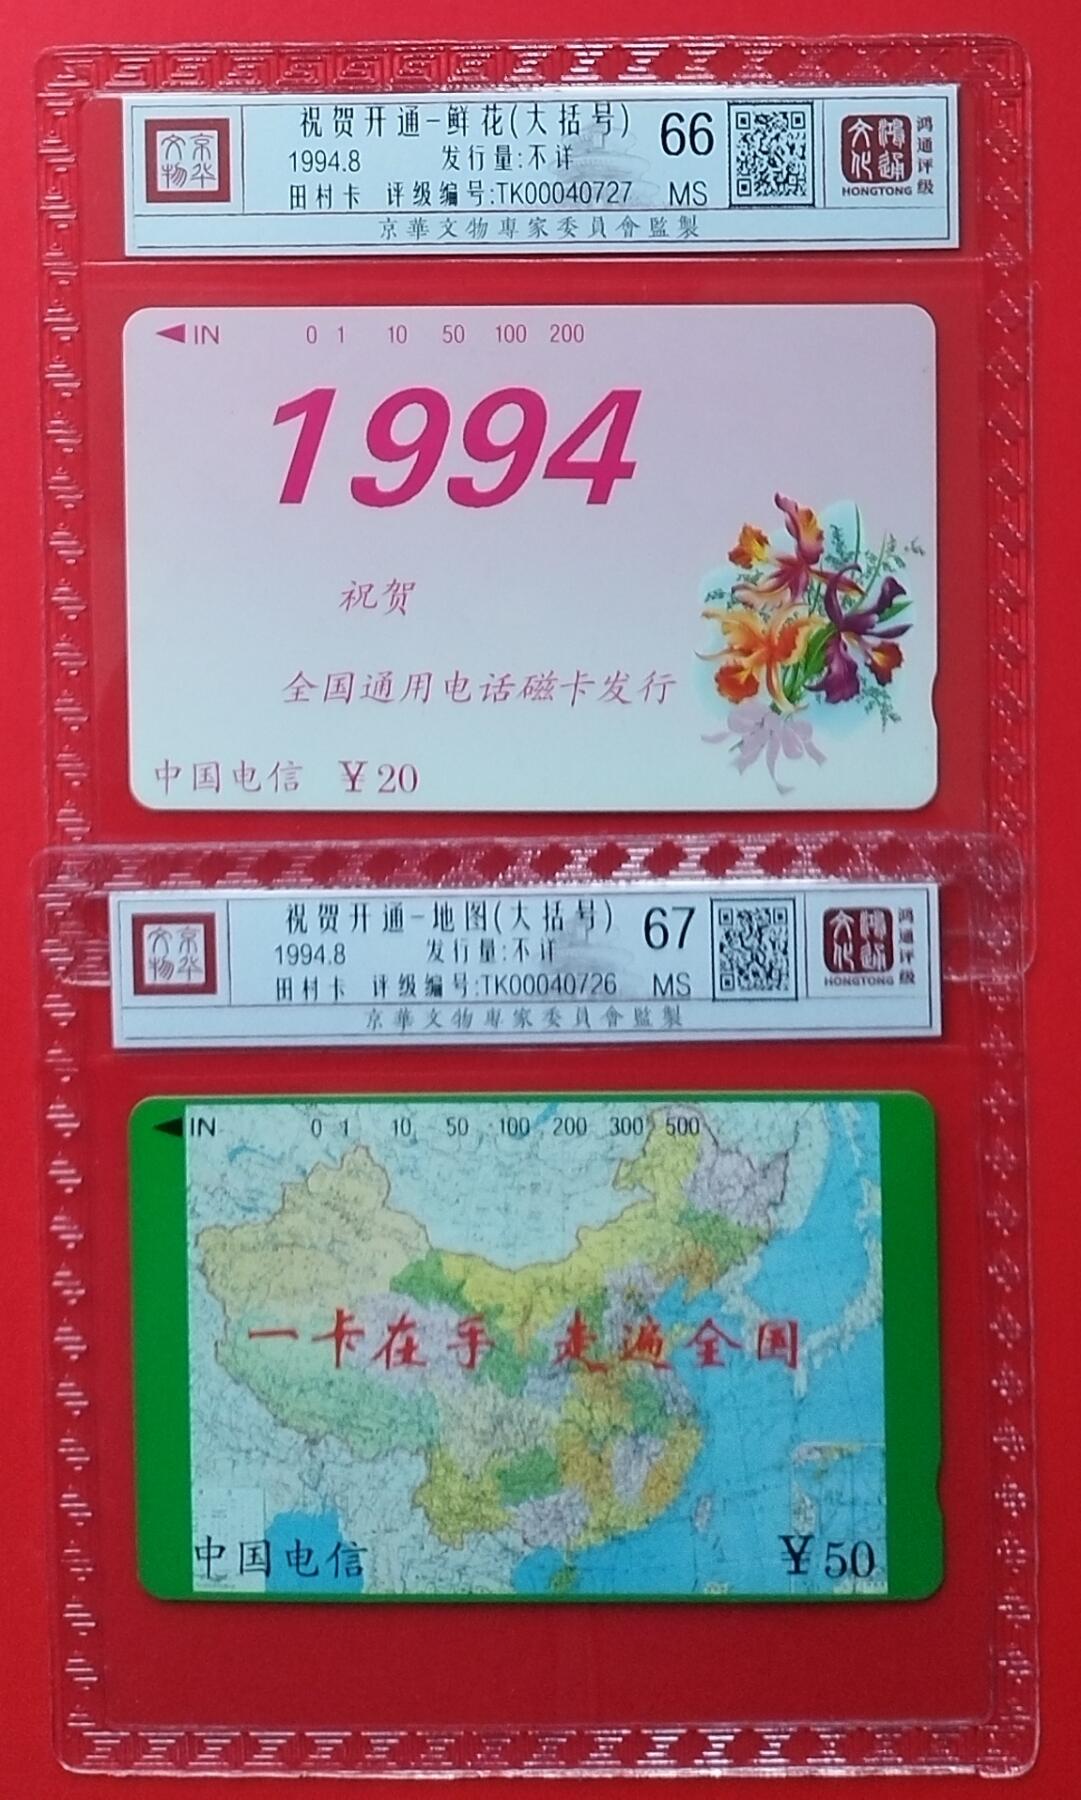 祝贺开通-鲜花(大括号)
66
1994.8 发行量:不详
田村卡 评级编号:TK00040727 MS
京華文物專家委員會監製
京华文物
鸿通文化
HONGTONG
鸿通评级
IN 0 1 10 50 100 200
1994
祝贺
全国通用电话磁卡发行
中国电信 ¥20
祝贺开通-地图(大括号)
67
1994.8 发行量:不详
田村卡 评级编号:TK00040726 MS
京華文物專家委員會監製
京华文物
鸿通文化
HONGTONG
鸿通评级
IN 0 1 10 50 100 200 300 500
一卡在手 走遍全国
中国电信 ¥50